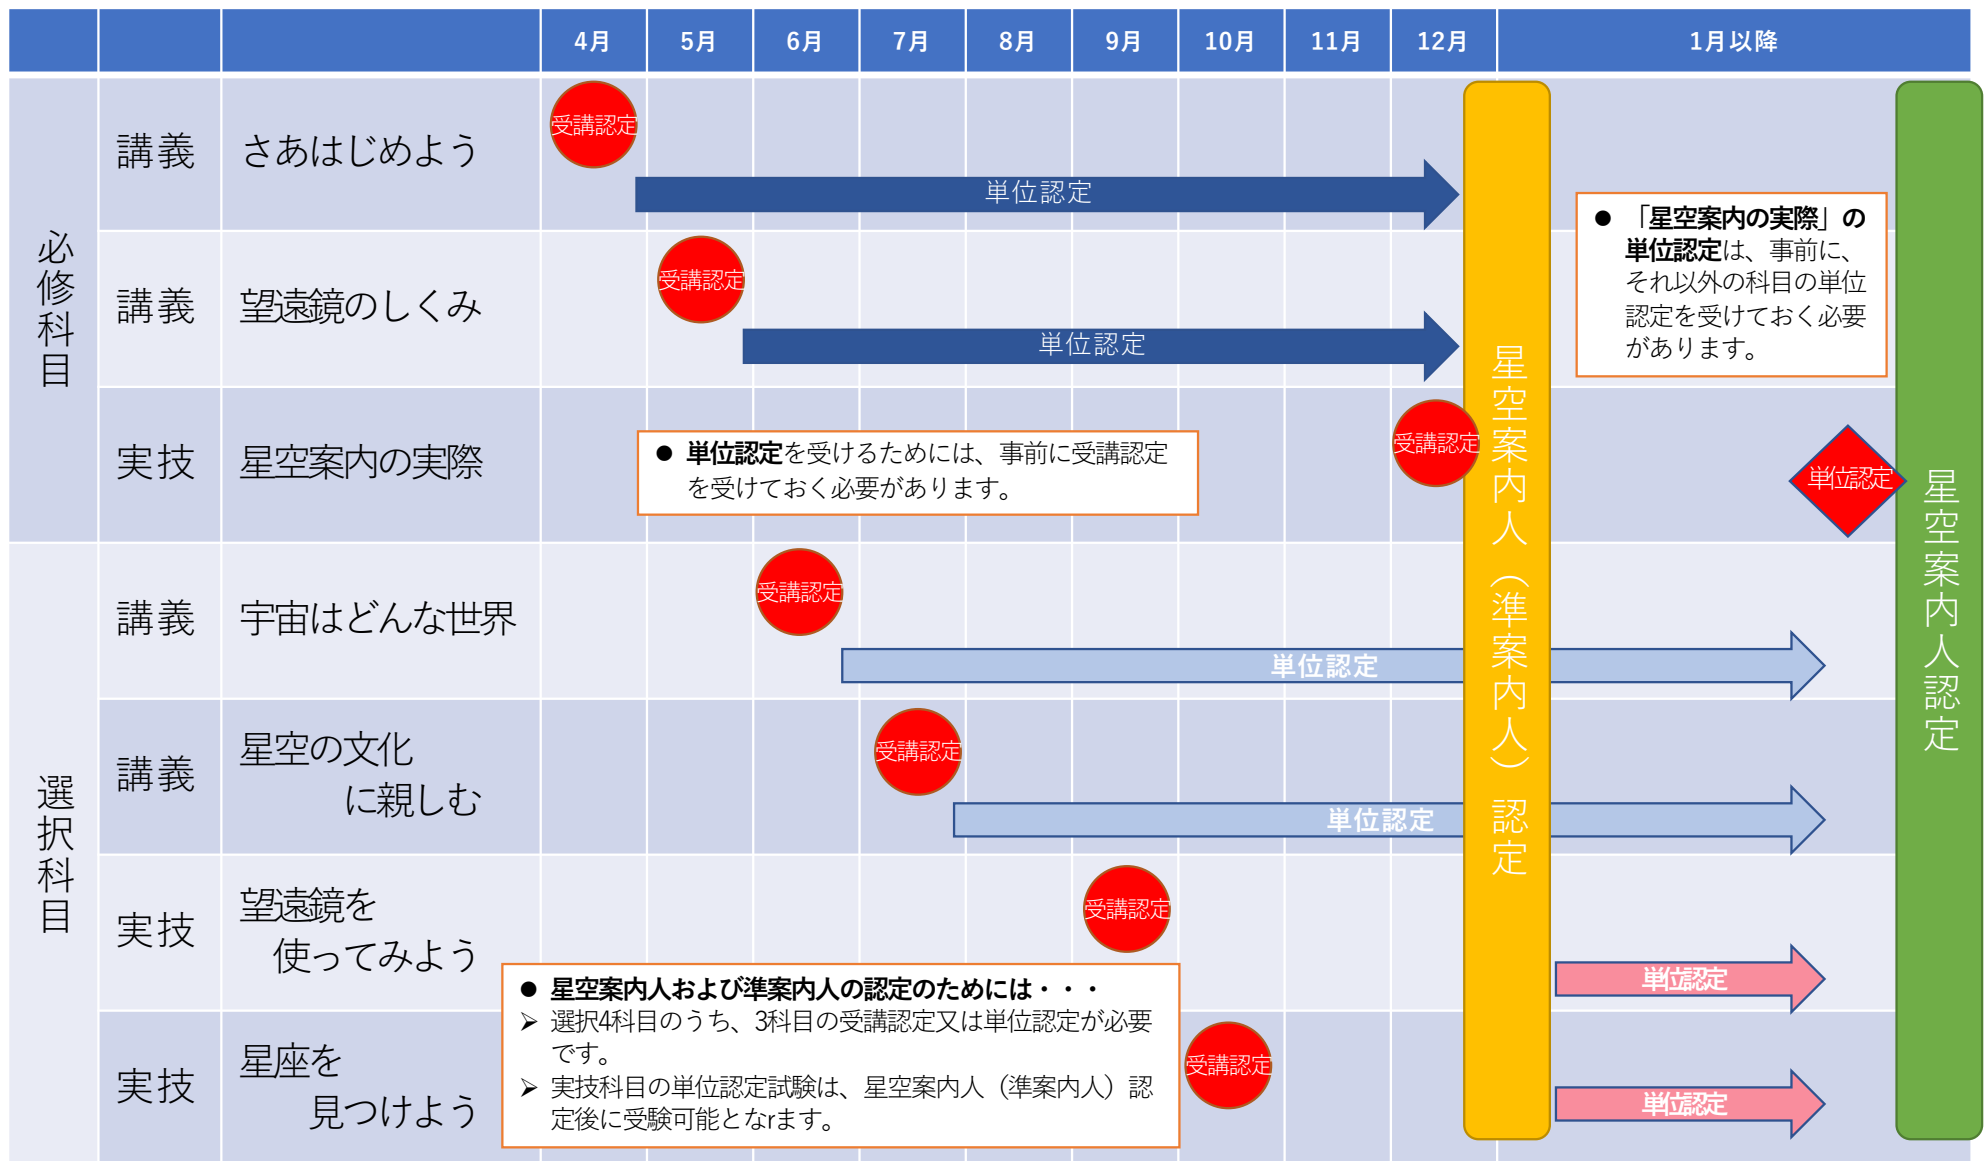 4月
5月
6月
7月
8月
9月
10月
11月
12月
1月以降
必修科目
講義
さあはじめよう
受講認定
単位認定
講義
望遠鏡のしくみ
受講認定
単位認定
実技
星空案内の実際
● 単位認定を受けるためには、事前に受講認定
を受けておく必要があります。
受講認定
単位認定
● 「星空案内の実際」の
単位認定は、事前に、
それ以外の科目の単位
認定を受けておく必要
があります。
星空案内人（準案内人）認定
星空案内人認定
選択科目
講義
宇宙はどんな世界
受講認定
単位認定
講義
星空の文化
に親しむ
受講認定
単位認定
実技
望遠鏡を
使ってみよう
受講認定
単位認定
実技
星座を
見つけよう
受講認定
単位認定
● 星空案内人および準案内人の認定のためには・・・
➢ 選択4科目のうち、3科目の受講認定又は単位認定が必要
です。
➢ 実技科目の単位認定試験は、星空案内人（準案内人）認
定後に受験可能となrます。